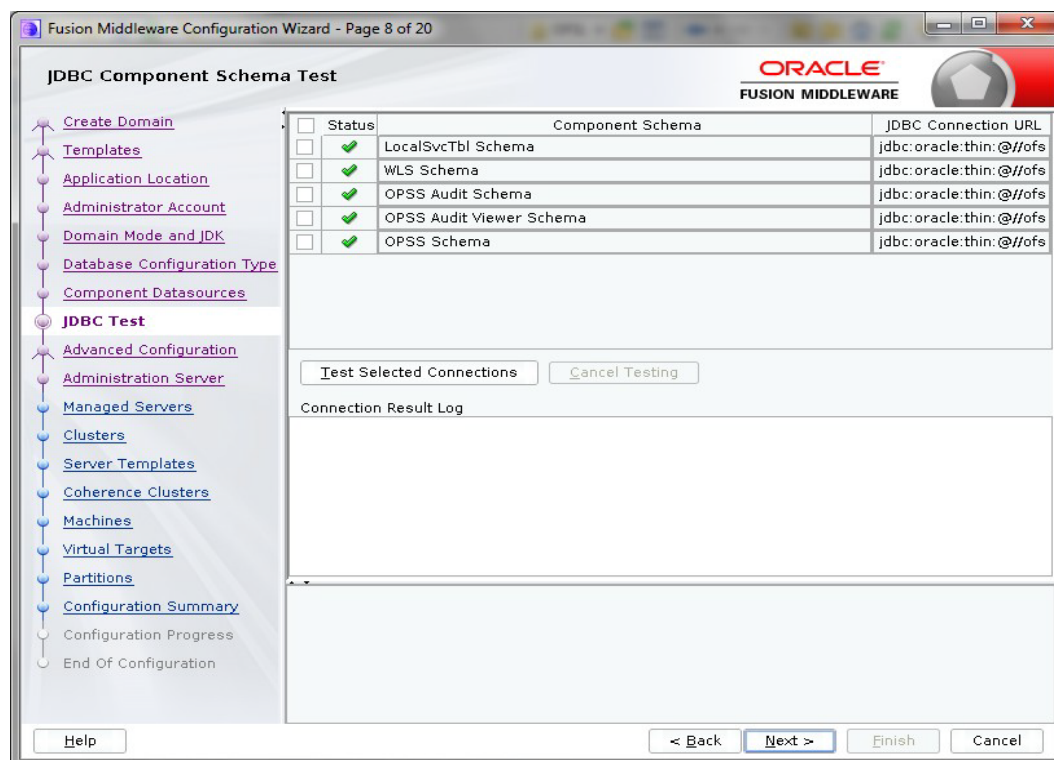 Fusion Middleware Configuration Wizard - Page 8 of 20
JDBC Component Schema Test
ORACLE
FUSION MIDDLEWARE
Create Domain
Templates
Application Location
Administrator Account
Domain Mode and JDK
Database Configuration Type
Component Datasources
JDBC Test
Advanced Configuration
Administration Server
Managed Servers
Clusters
Server Templates
Coherence Clusters
Machines
Virtual Targets
Partitions
Configuration Summary
Configuration Progress
End Of Configuration
Status Component Schema JDBC Connection URL
LocalSvcTbl Schema jdbc:oracle:thin:@//ofs
WLS Schema jdbc:oracle:thin:@//ofs
OPSS Audit Schema jdbc:oracle:thin:@//ofs
OPSS Audit Viewer Schema jdbc:oracle:thin:@//ofs
OPSS Schema jdbc:oracle:thin:@//ofs
Test Selected Connections Cancel Testing
Connection Result Log
Help < Back Next > Finish Cancel